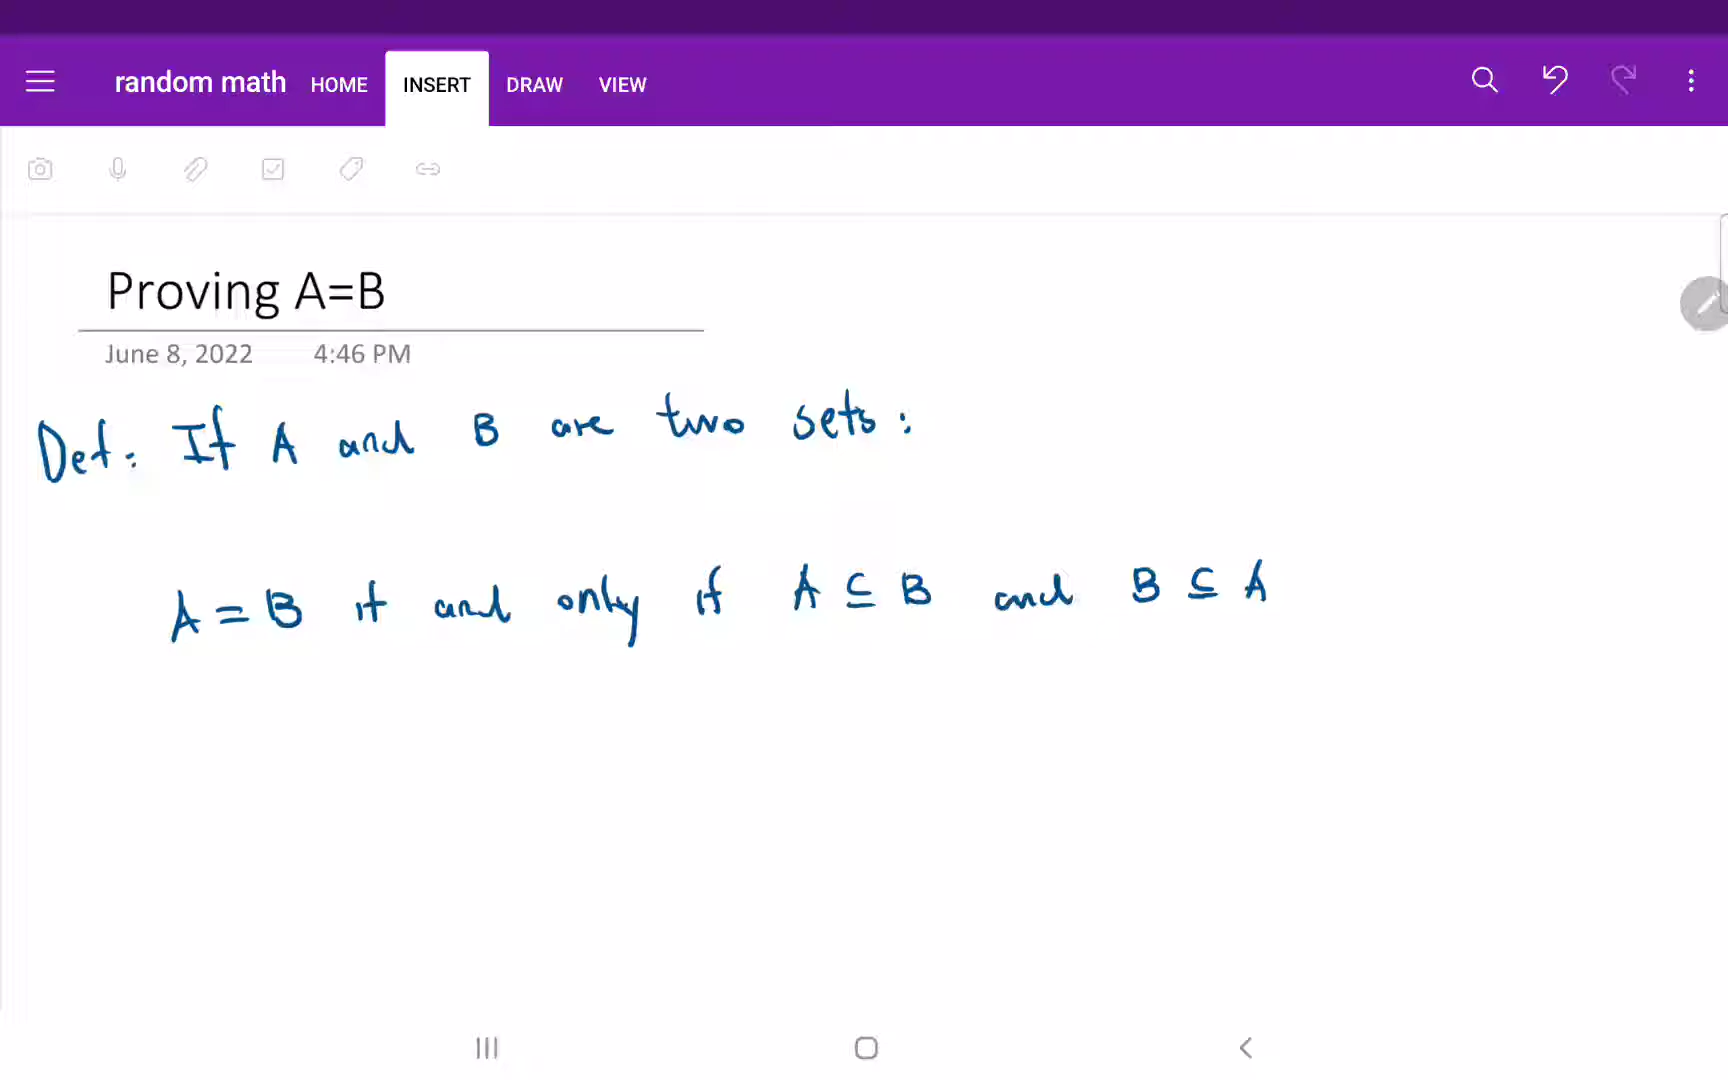 random math HOME INSERT DRAW VIEW
Proving A=B
June 8, 2022 4:46 PM
Def: If A and B are two sets:
A = B if and only if A ⊆ B and B ⊆ A